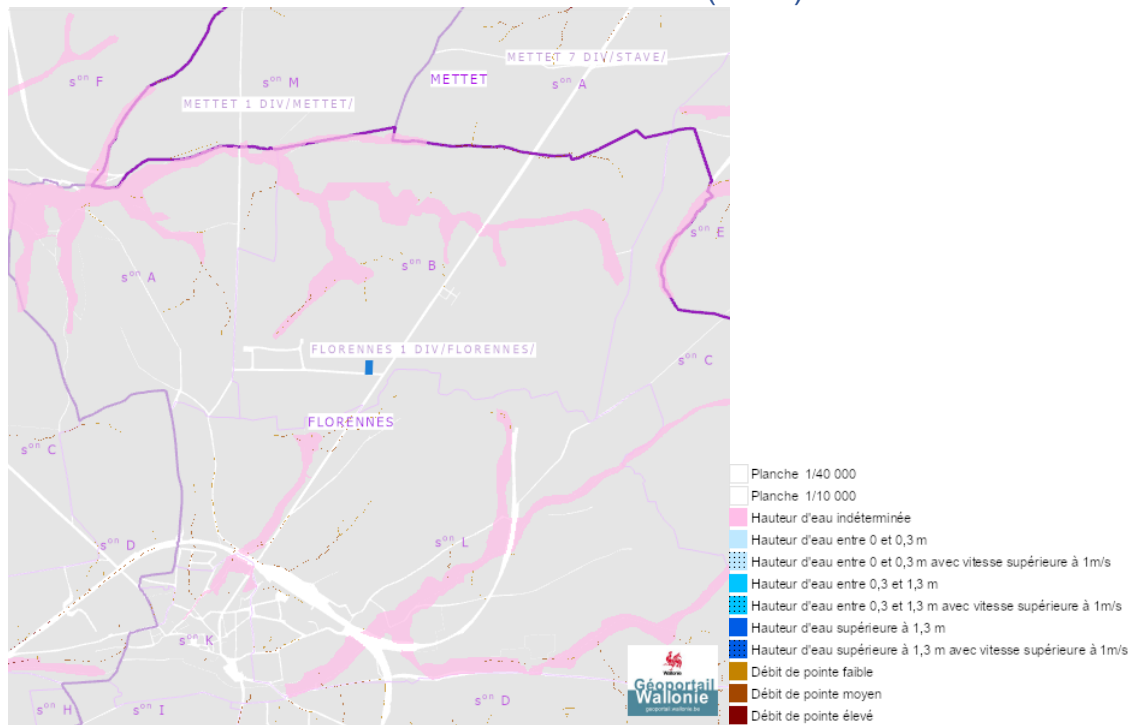 METTET 7 DIV/STAVE/
METTET
sᵒⁿ F
sᵒⁿ M
sᵒⁿ A
METTET 1 DIV/METTET/
sᵒⁿ E
sᵒⁿ A
sᵒⁿ B
FLORENNES 1 DIV/FLORENNES/
sᵒⁿ C
FLORENNES
sᵒⁿ C
sᵒⁿ D
sᵒⁿ L
sᵒⁿ K
sᵒⁿ H
sᵒⁿ I
sᵒⁿ D
Wallonie
Géoportail
Wallonie
geoportail.wallonie.be
Planche 1/40 000
Planche 1/10 000
Hauteur d'eau indéterminée
Hauteur d'eau entre 0 et 0,3 m
Hauteur d'eau entre 0 et 0,3 m avec vitesse supérieure à 1m/s
Hauteur d'eau entre 0,3 et 1,3 m
Hauteur d'eau entre 0,3 et 1,3 m avec vitesse supérieure à 1m/s
Hauteur d'eau supérieure à 1,3 m
Hauteur d'eau supérieure à 1,3 m avec vitesse supérieure à 1m/s
Débit de pointe faible
Débit de pointe moyen
Débit de pointe élevé